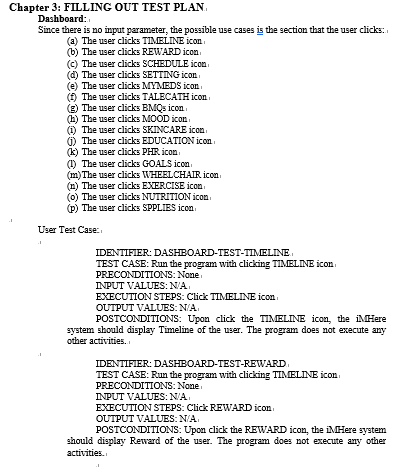 Chapter 3: FILLING OUT TEST PLAN
Dashboard:
Since there is no input parameter, the possible use cases is the section that the user clicks:
(a) The user clicks TIMELINE icon
(b) The user clicks REWARD icon
(c) The user clicks SCHEDULE icon
(d) The user clicks SETTING icon
(e) The user clicks MYMEDS icon
(f) The user clicks TALECATH icon
(g) The user clicks BMQs icon
(h) The user clicks MOOD icon
(i) The user clicks SKINCARE icon
(j) The user clicks EDUCATION icon
(k) The user clicks PHR icon
(l) The user clicks GOALS icon
(m)The user clicks WHEELCHAIR icon
(n) The user clicks EXERCISE icon
(o) The user clicks NUTRITION icon
(p) The user clicks SPPLIES icon
User Test Case:
IDENTIFIER: DASHBOARD-TEST-TIMELINE
TEST CASE: Run the program with clicking TIMELINE icon
PRECONDITIONS: None
INPUT VALUES: N/A
EXECUTION STEPS: Click TIMELINE icon
OUTPUT VALUES: N/A
POSTCONDITIONS: Upon click the TIMELINE icon, the iMHere
system should display Timeline of the user. The program does not execute any
other activities.
IDENTIFIER: DASHBOARD-TEST-REWARD
TEST CASE: Run the program with clicking TIMELINE icon
PRECONDITIONS: None
INPUT VALUES: N/A
EXECUTION STEPS: Click REWARD icon
OUTPUT VALUES: N/A
POSTCONDITIONS: Upon click the REWARD icon, the iMHere system
should display Reward of the user. The program does not execute any other
activities.